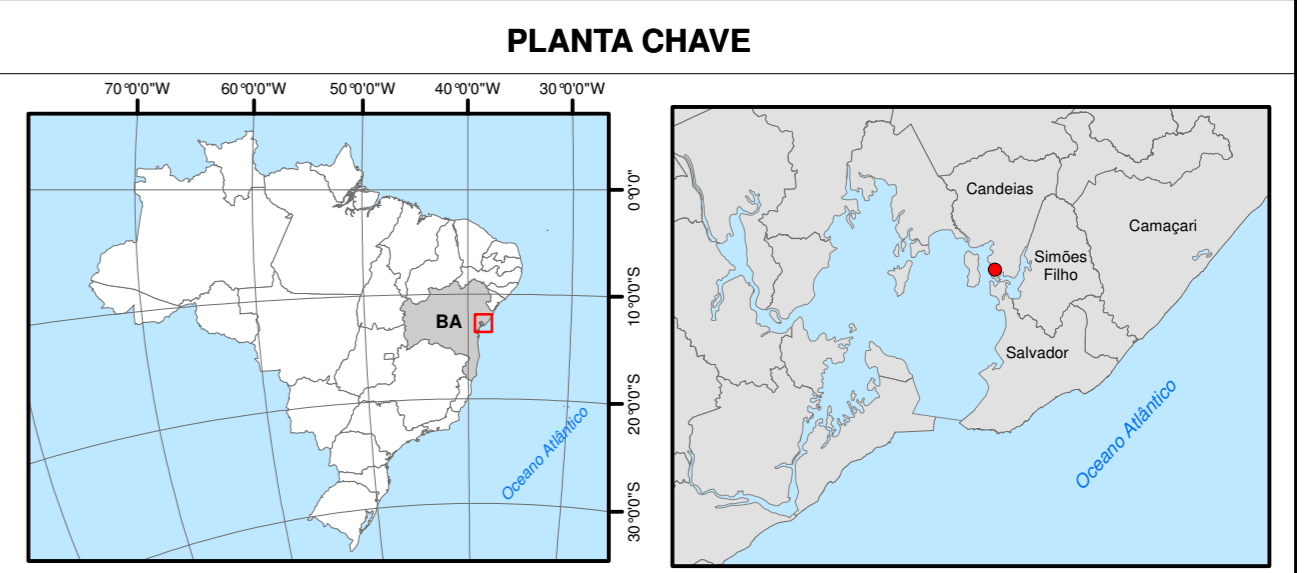 PLANTA CHAVE
70°0'0"W
60°0'0"W
50°0'0"W
40°0'0"W
30°0'0"W
0°0'0"
10°0'0"S
20°0'0"S
30°0'0"S
BA
Oceano Atlântico
Candeias
Camaçari
Simões
Filho
Salvador
Oceano Atlântico